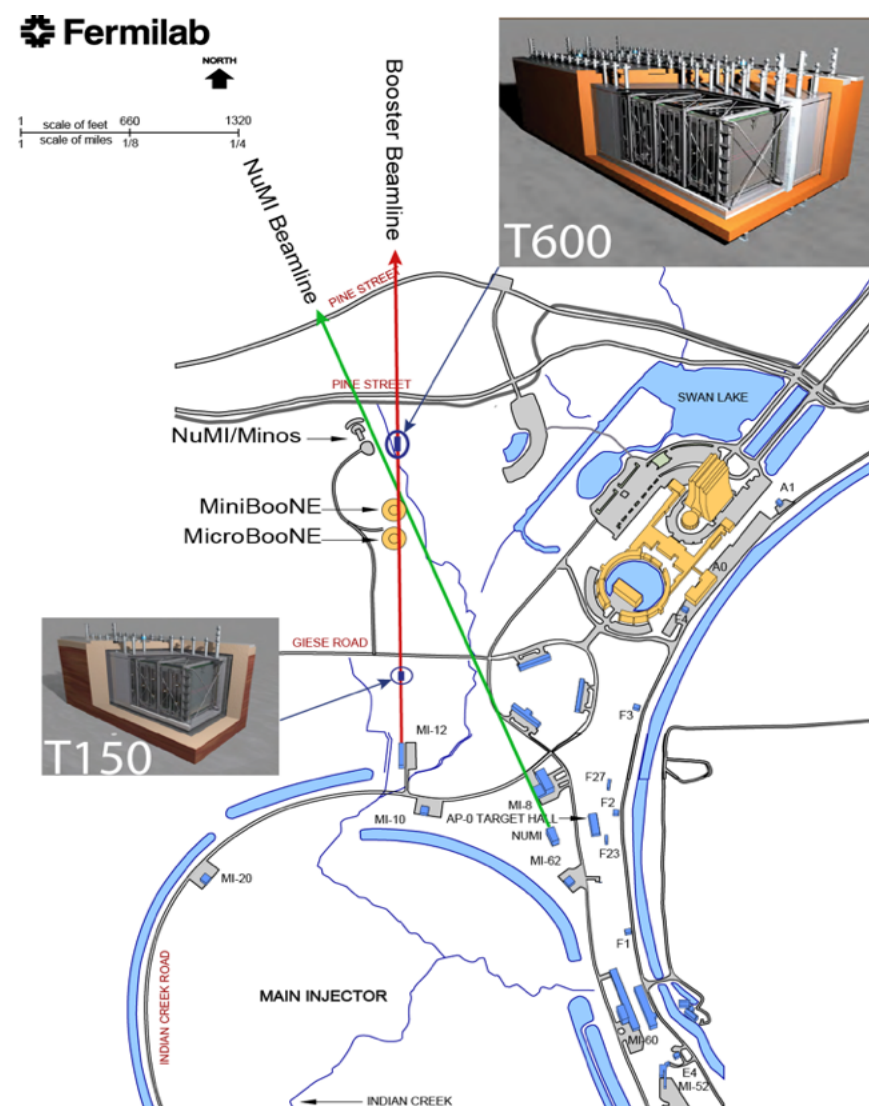 Fermilab
NORTH
1 scale of feet 660 1320
1 scale of miles 1/8 1/4
NuMI Beamline
Booster Beamline
T600
PINE STREET
PINE STREET
SWAN LAKE
NuMI/Minos
MiniBooNE
MicroBooNE
A1
A0
GIESE ROAD
T150
MI-12
F3
F27
MI-8
F2
MI-10
AP-0 TARGET HALL
NUMI
F23
MI-62
MI-20
F1
INDIAN CREEK ROAD
MAIN INJECTOR
MI-60
E4
MI-52
INDIAN CREEK